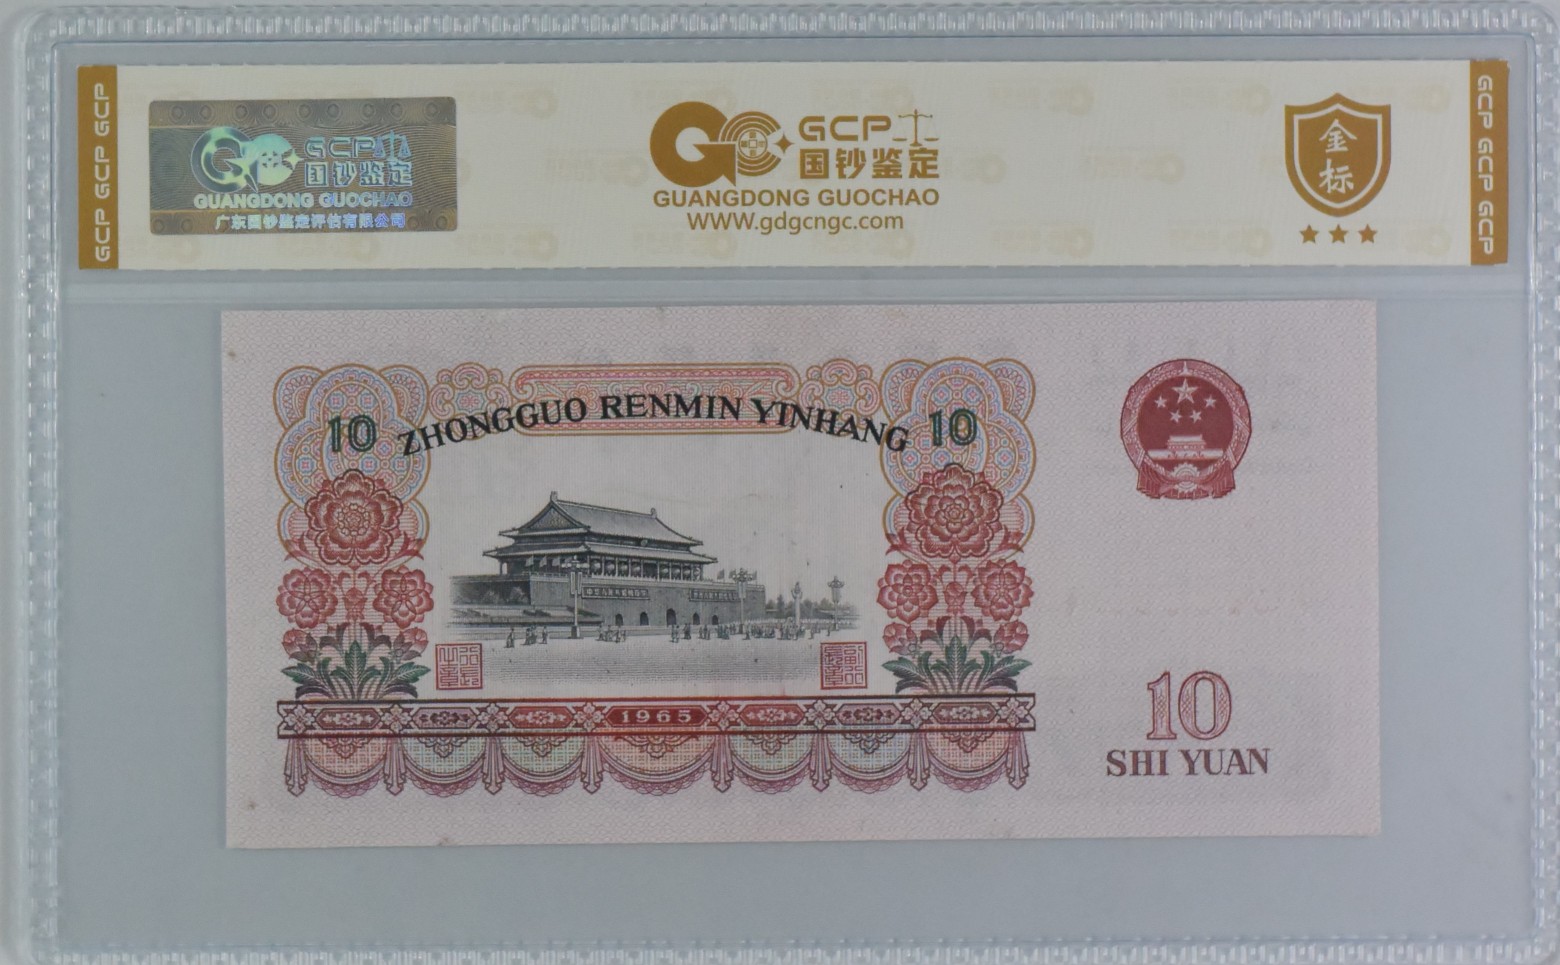 GCP GCP GCP
GCP
国钞鉴定
GUANGDONG GUOCHAO
广东国钞鉴定评估有限公司
GCP
国钞鉴定
GUANGDONG GUOCHAO
WWW.gdgcngc.com
金
标
GCP GCP GCP
10 ZHONGGUO RENMIN YINHANG 10
1965
10
SHI YUAN